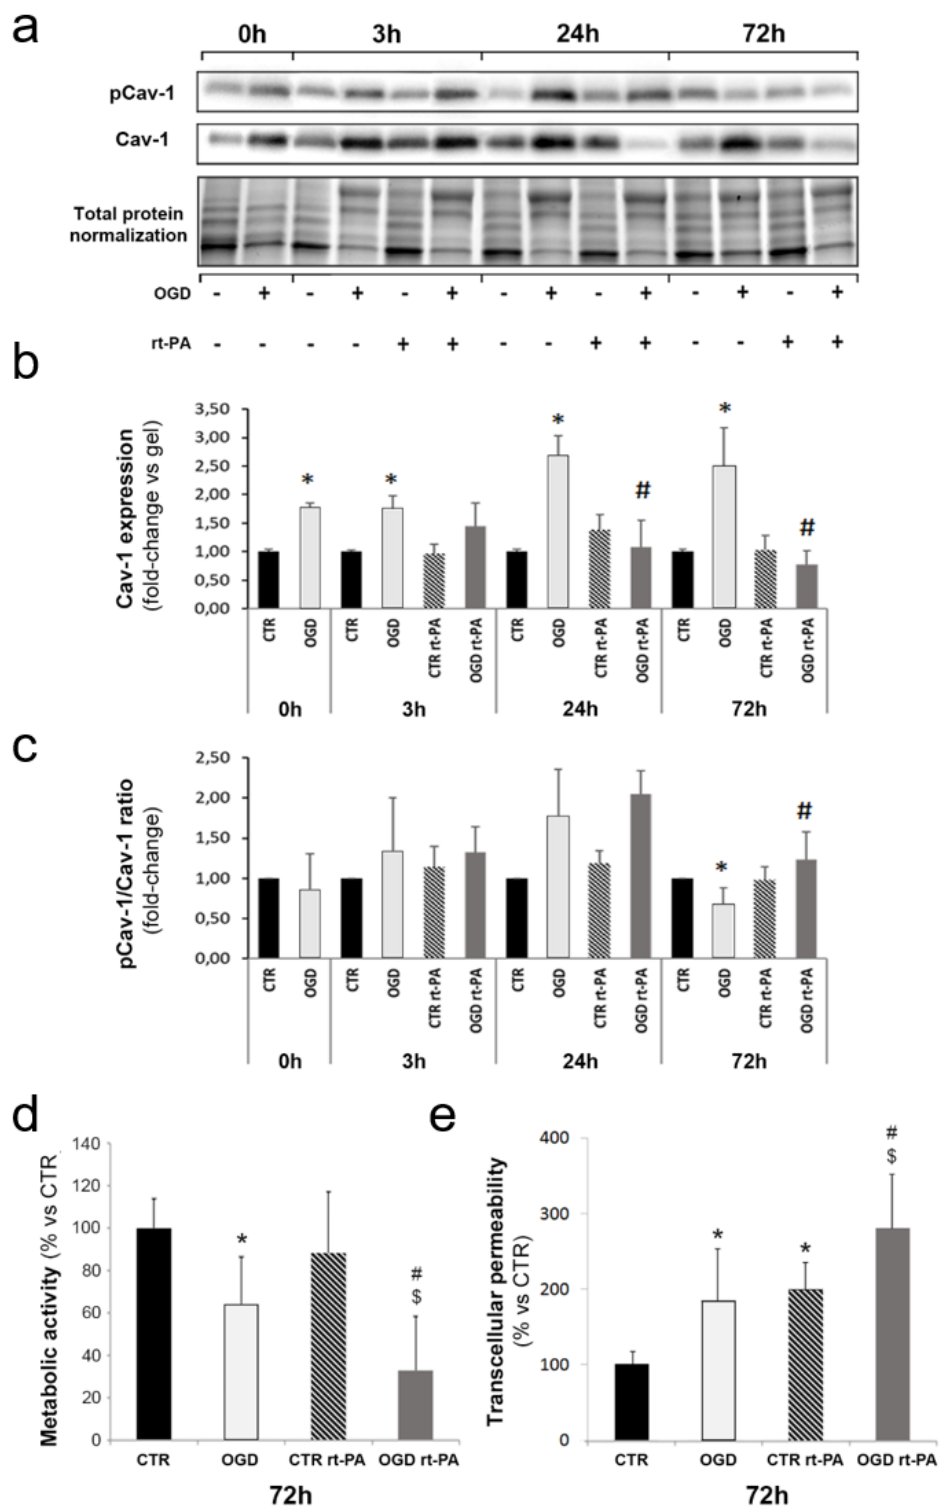 a
0h 3h 24h 72h
pCav-1
Cav-1
Total protein
normalization
OGD - + - + - + - + - + - + - +
rt-PA - - - - + + - - + + - - + +
b
Cav-1 expression
(fold-change vs gel)
3,50
3,00
2,50
2,00
1,50
1,00
0,50
0,00
* * * # * #
CTR OGD CTR OGD CTR rt-PA OGD rt-PA CTR OGD CTR rt-PA OGD rt-PA CTR OGD CTR rt-PA OGD rt-PA
0h 3h 24h 72h
c
pCav-1/Cav-1 ratio
(fold-change)
2,50
2,00
1,50
1,00
0,50
0,00
* #
CTR OGD CTR OGD CTR rt-PA OGD rt-PA CTR OGD CTR rt-PA OGD rt-PA CTR OGD CTR rt-PA OGD rt-PA
0h 3h 24h 72h
d
Metabolic activity (% vs CTR)
140
120
100
80
60
40
20
0
*
#
$
CTR OGD CTR rt-PA OGD rt-PA
72h
e
Transcellular permeability
(% vs CTR)
400
300
200
100
0
* *
#
$
CTR OGD CTR rt-PA OGD rt-PA
72h